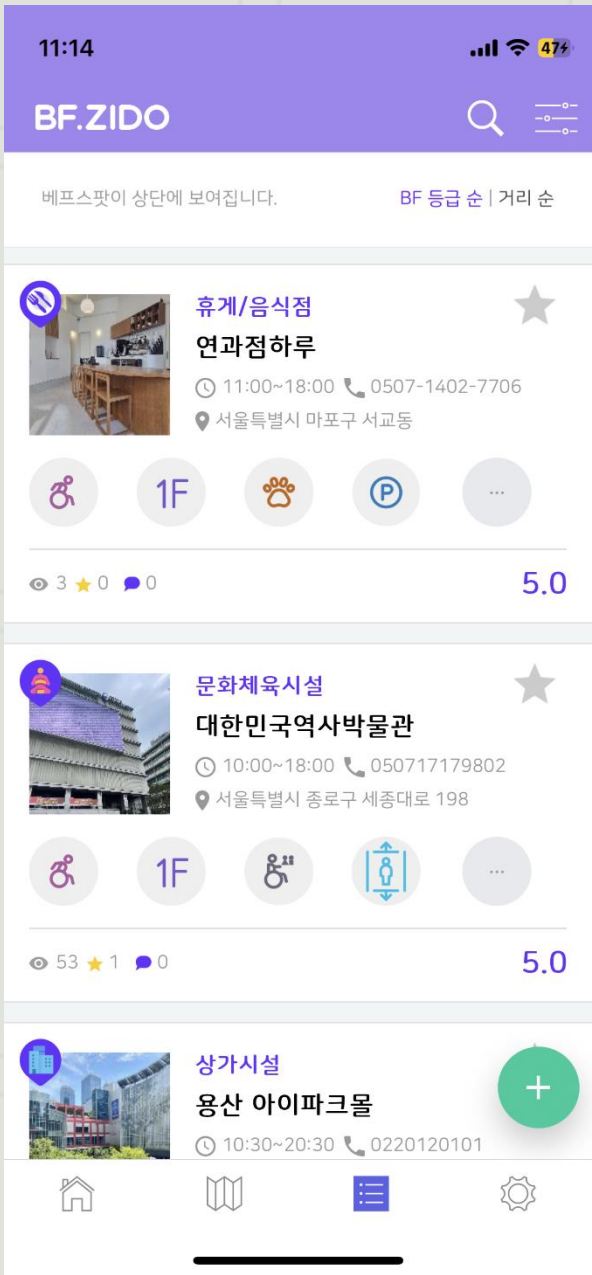 11:14
47
BF.ZIDO
베프스팟이 상단에 보여집니다.
BF 등급 순 | 거리 순
휴게/음식점
연과점하루
11:00~18:00 0507-1402-7706
서울특별시 마포구 서교동
1F
P
...
3 0 0
5.0
문화체육시설
대한민국역사박물관
10:00~18:00 050717179802
서울특별시 종로구 세종대로 198
1F
...
53 1 0
5.0
상가시설
용산 아이파크몰
10:30~20:30 0220120101
+